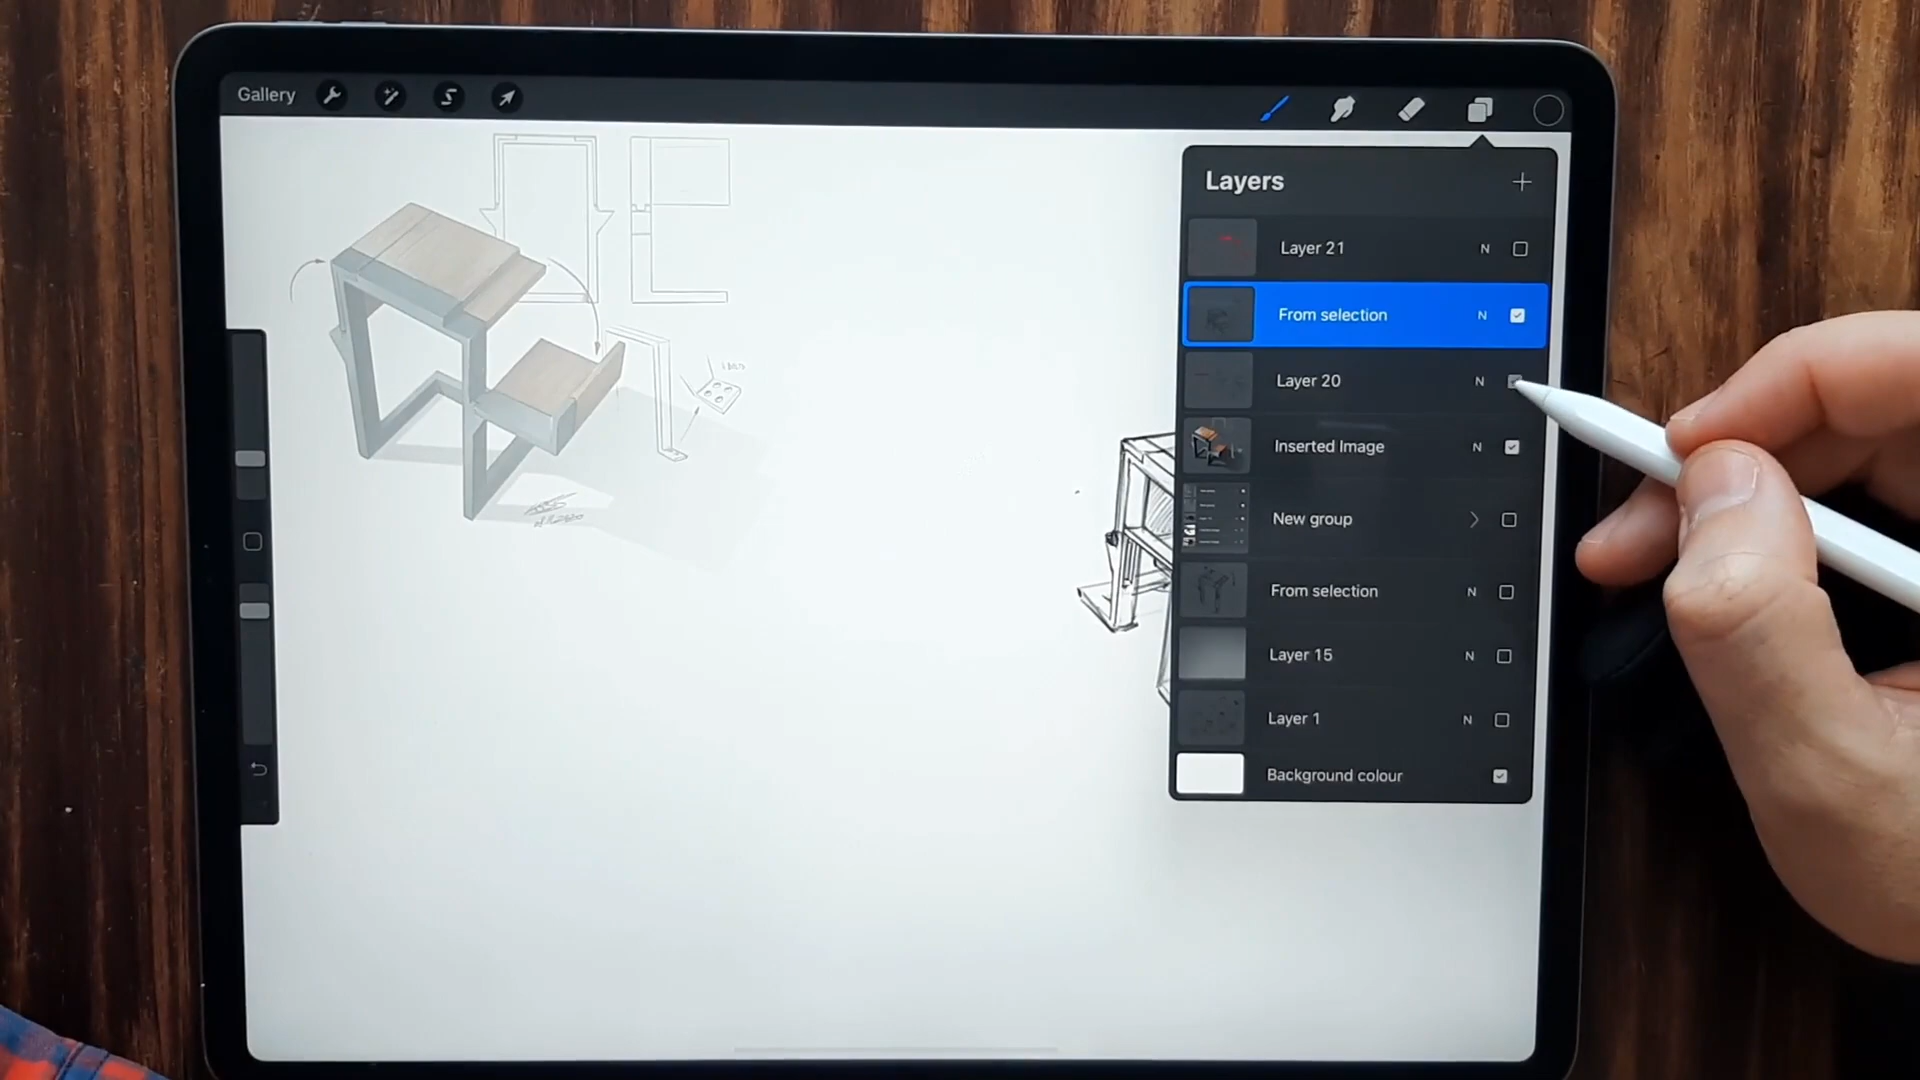 Gallery
Layers
Layer 21 N
From selection N
Layer 20 N
Inserted Image N
New group
From selection N
Layer 15 N
Layer 1 N
Background colour